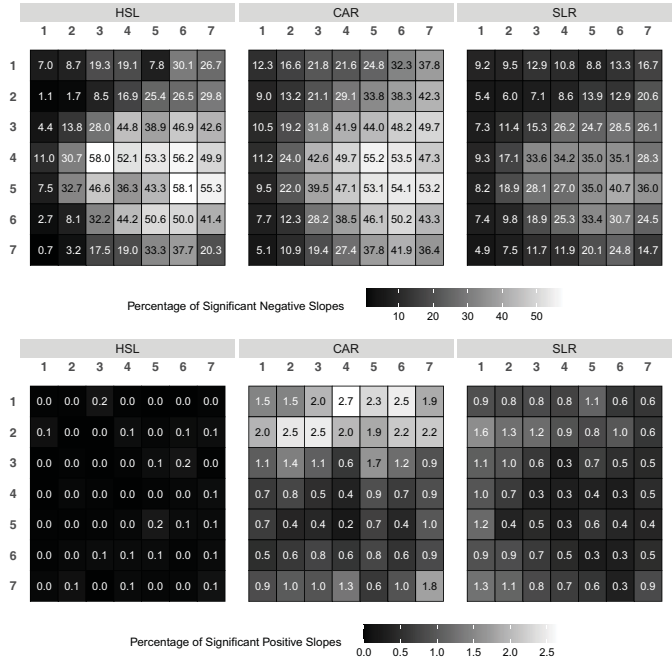 HSL CAR SLR
1 2 3 4 5 6 7 1 2 3 4 5 6 7 1 2 3 4 5 6 7
1 7.0 8.7 19.3 19.1 7.8 30.1 26.7 12.3 16.6 21.8 21.6 24.8 32.3 37.8 9.2 9.5 12.9 10.8 8.8 13.3 16.7
2 1.1 1.7 8.5 16.9 25.4 26.5 29.8 9.0 13.2 21.1 29.1 33.8 38.3 42.3 5.4 6.0 7.1 8.6 13.9 12.9 20.6
3 4.4 13.8 28.0 44.8 38.9 46.9 42.6 10.5 19.2 31.8 41.9 44.0 48.2 49.7 7.3 11.4 15.3 26.2 24.7 28.5 26.1
4 11.0 30.7 58.0 52.1 53.3 56.2 49.9 11.2 24.0 42.6 49.7 55.2 53.5 47.3 9.3 17.1 33.6 34.2 35.0 35.1 28.3
5 7.5 32.7 46.6 36.3 43.3 58.1 55.3 9.5 22.0 39.5 47.1 53.1 54.1 53.2 8.2 18.9 28.1 27.0 35.0 40.7 36.0
6 2.7 8.1 32.2 44.2 50.6 50.0 41.4 7.7 12.3 28.2 38.5 46.1 50.2 43.3 7.4 9.8 18.9 25.3 33.4 30.7 24.5
7 0.7 3.2 17.5 19.0 33.3 37.7 20.3 5.1 10.9 19.4 27.4 37.8 41.9 36.4 4.9 7.5 11.7 11.9 20.1 24.8 14.7
Percentage of Significant Negative Slopes
10 20 30 40 50
HSL CAR SLR
1 2 3 4 5 6 7 1 2 3 4 5 6 7 1 2 3 4 5 6 7
1 0.0 0.0 0.2 0.0 0.0 0.0 0.0 1.5 1.5 2.0 2.7 2.3 2.5 1.9 0.9 0.8 0.8 0.8 1.1 0.6 0.6
2 0.1 0.0 0.0 0.1 0.0 0.1 0.1 2.0 2.5 2.5 2.0 1.9 2.2 2.2 1.6 1.3 1.2 0.9 0.8 1.0 0.6
3 0.0 0.0 0.0 0.0 0.1 0.2 0.0 1.1 1.4 1.1 0.6 1.7 1.2 0.9 1.1 1.0 0.6 0.3 0.7 0.5 0.5
4 0.0 0.0 0.0 0.0 0.0 0.0 0.1 0.7 0.8 0.5 0.4 0.9 0.7 0.9 1.0 0.7 0.3 0.3 0.4 0.3 0.5
5 0.0 0.0 0.0 0.0 0.2 0.1 0.1 0.7 0.4 0.4 0.2 0.7 0.4 1.0 1.2 0.4 0.5 0.3 0.6 0.4 0.4
6 0.0 0.0 0.1 0.1 0.1 0.0 0.1 0.5 0.6 0.8 0.6 0.8 0.6 0.9 0.9 0.9 0.7 0.5 0.3 0.3 0.5
7 0.0 0.1 0.0 0.1 0.0 0.0 0.1 0.9 1.0 1.0 1.3 0.6 1.0 1.8 1.3 1.1 0.8 0.7 0.6 0.3 0.9
Percentage of Significant Positive Slopes
0.0 0.5 1.0 1.5 2.0 2.5